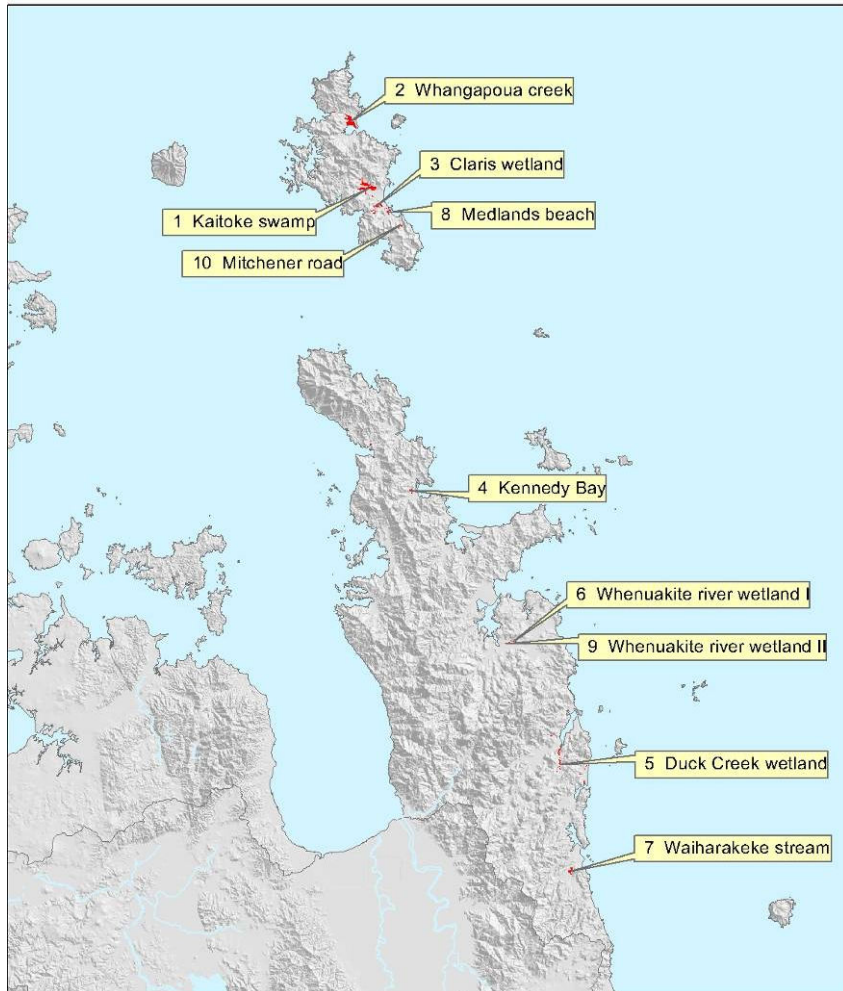 2 Whangapoua creek
3 Claris wetland
1 Kaitoke swamp
8 Medlands beach
10 Mitchener road
4 Kennedy Bay
6 Whenuakite river wetland I
9 Whenuakite river wetland II
5 Duck Creek wetland
7 Waiharakeke stream